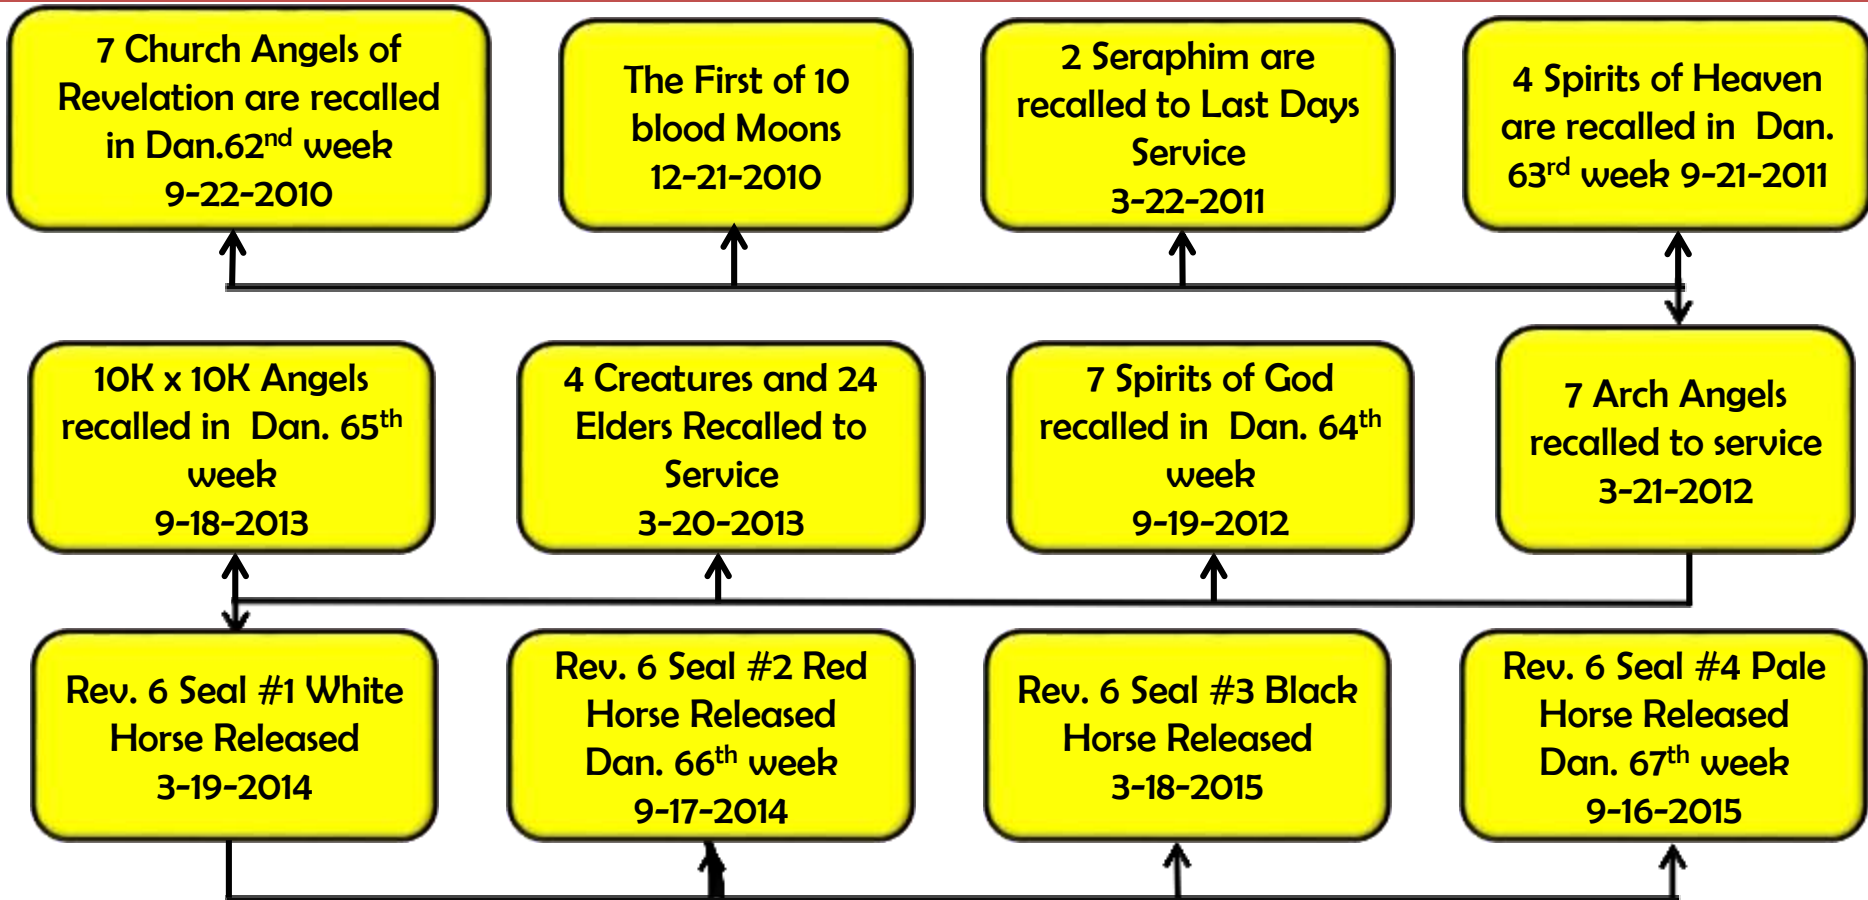 7 Church Angels of
Revelation are recalled
in Dan.62nd week
9-22-2010
The First of 10
blood Moons
12-21-2010
2 Seraphim are
recalled to Last Days
Service
3-22-2011
4 Spirits of Heaven
are recalled in Dan.
63rd week 9-21-2011
10K x 10K Angels
recalled in Dan. 65th
week
9-18-2013
4 Creatures and 24
Elders Recalled to
Service
3-20-2013
7 Spirits of God
recalled in Dan. 64th
week
9-19-2012
7 Arch Angels
recalled to service
3-21-2012
Rev. 6 Seal #1 White
Horse Released
3-19-2014
Rev. 6 Seal #2 Red
Horse Released
Dan. 66th week
9-17-2014
Rev. 6 Seal #3 Black
Horse Released
3-18-2015
Rev. 6 Seal #4 Pale
Horse Released
Dan. 67th week
9-16-2015